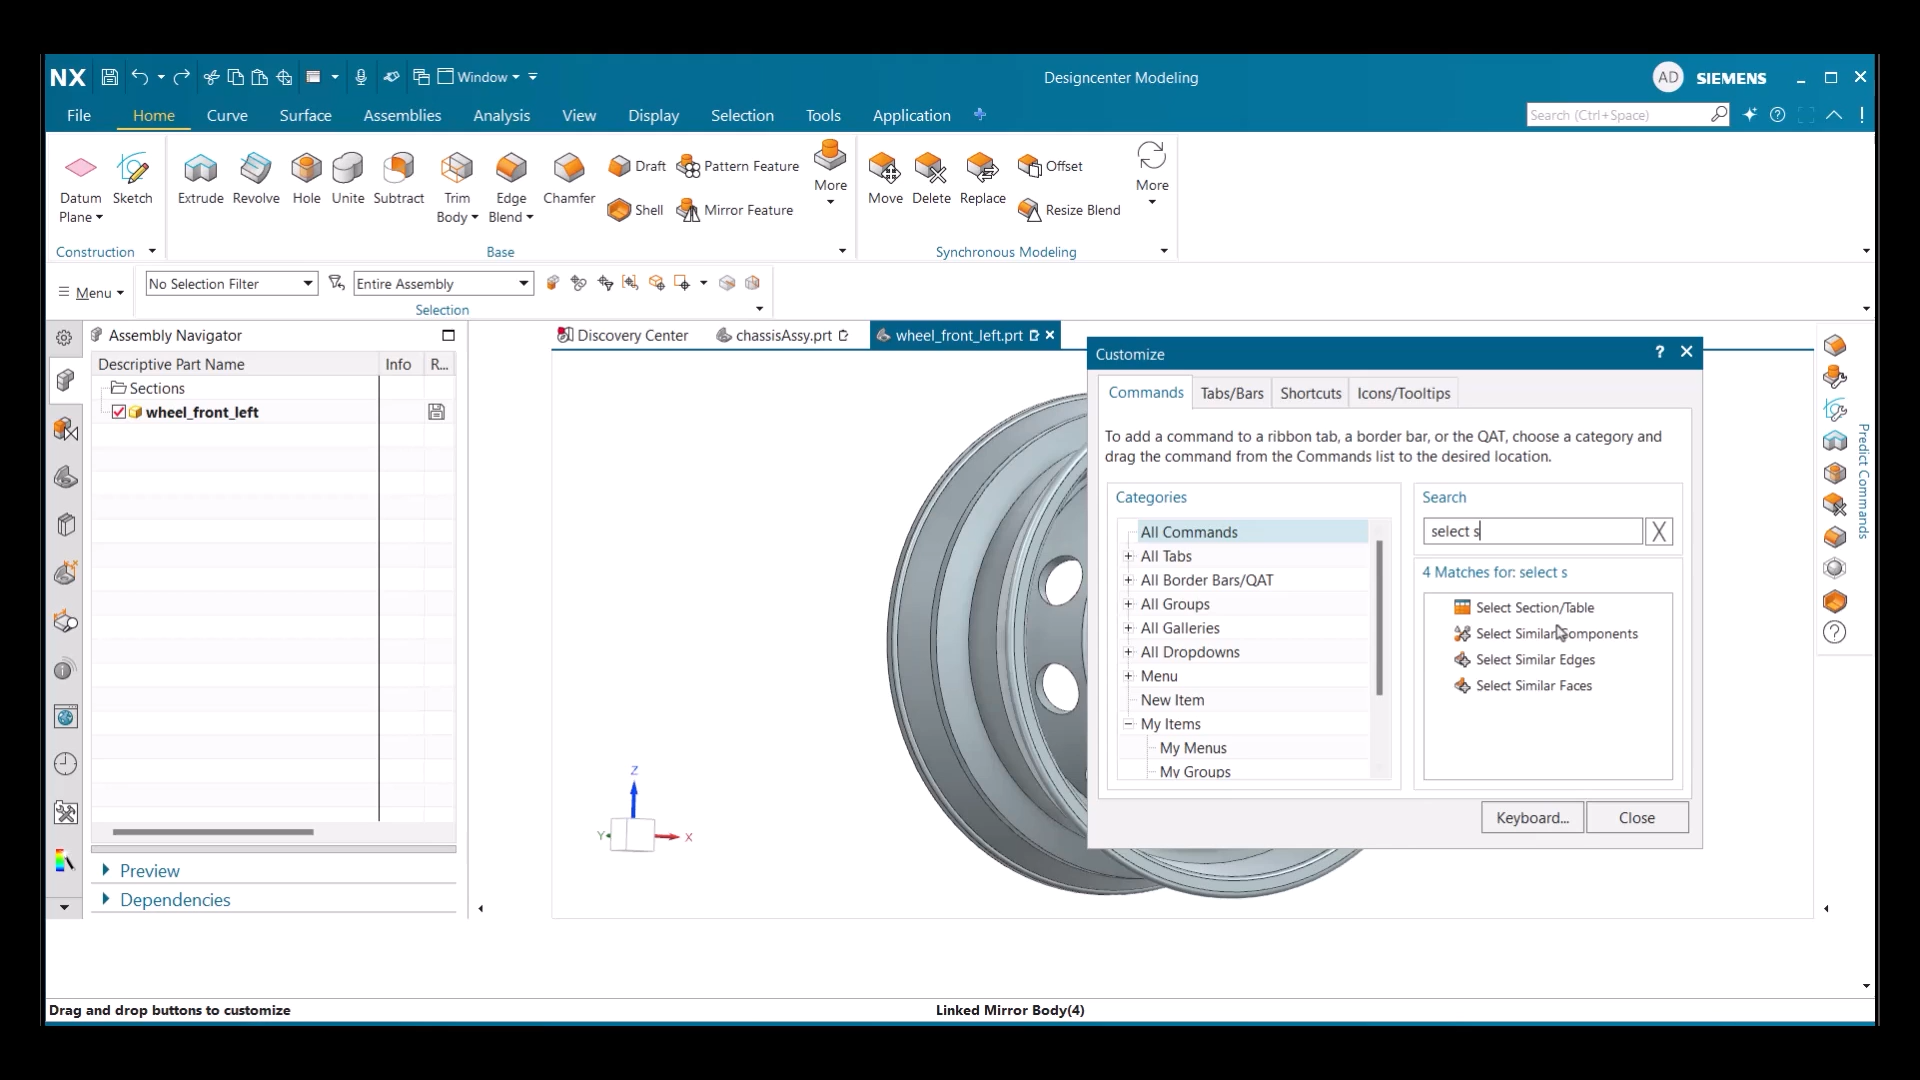 NX
Window
Designcenter Modeling
AD
SIEMENS
File
Home
Curve
Surface
Assemblies
Analysis
View
Display
Selection
Tools
Application
Search (Ctrl+Space)
Datum Plane
Sketch
Construction
Extrude
Revolve
Hole
Unite
Subtract
Trim Body
Edge Blend
Chamfer
Draft
Shell
Pattern Feature
Mirror Feature
More
Base
Move
Delete
Replace
Offset
Resize Blend
More
Synchronous Modeling
Menu
No Selection Filter
Entire Assembly
Selection
Assembly Navigator
Descriptive Part Name
Info
R...
Sections
wheel_front_left
Preview
Dependencies
Discovery Center
chassisAssy.prt
wheel_front_left.prt
Z
Y
X
Customize
Commands
Tabs/Bars
Shortcuts
Icons/Tooltips
To add a command to a ribbon tab, a border bar, or the QAT, choose a category and
drag the command from the Commands list to the desired location.
Categories
All Commands
All Tabs
All Border Bars/QAT
All Groups
All Galleries
All Dropdowns
Menu
New Item
My Items
My Menus
My Groups
Search
select s
X
4 Matches for: select s
Select Section/Table
Select Similar Components
Select Similar Edges
Select Similar Faces
Keyboard...
Close
Predict Commands
Drag and drop buttons to customize
Linked Mirror Body(4)